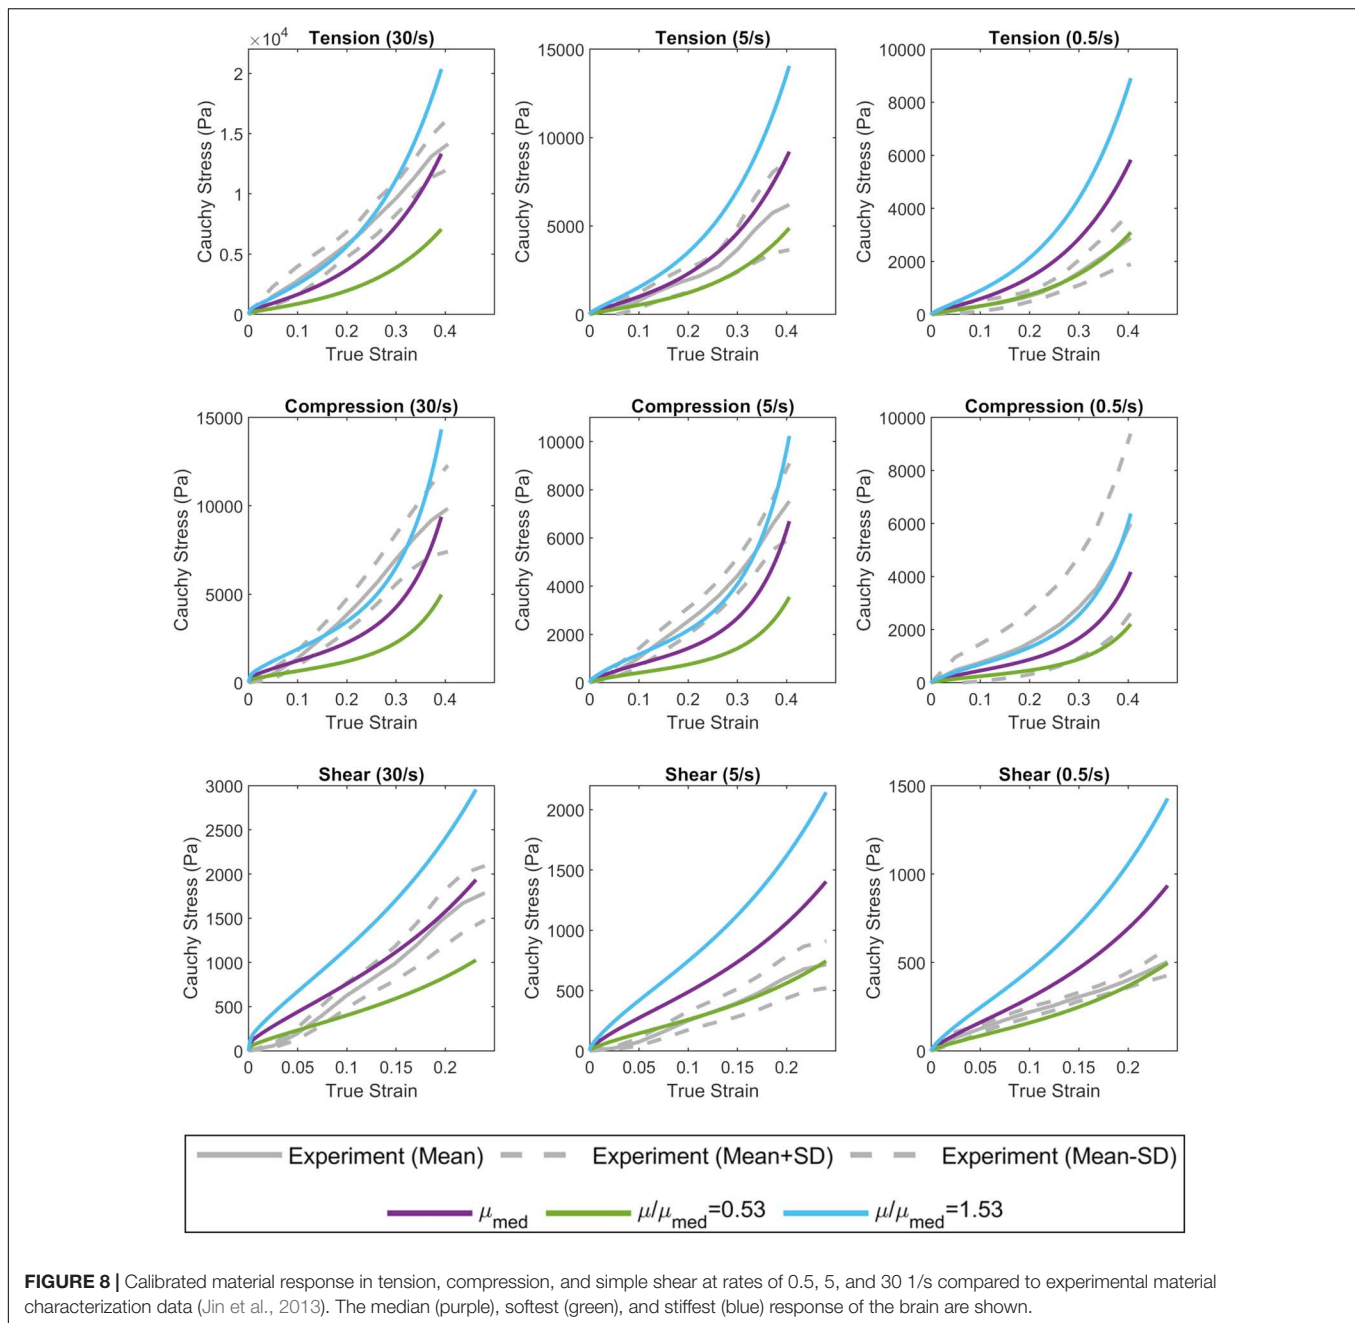 Tension (30/s) Tension (5/s) Tension (0.5/s)
×10⁴ 15000 10000
2 8000
1.5 10000 6000
1 4000
0.5 5000 2000
0 0 0
Cauchy Stress (Pa) Cauchy Stress (Pa) Cauchy Stress (Pa)
0 0.1 0.2 0.3 0.4 0 0.1 0.2 0.3 0.4 0 0.1 0.2 0.3 0.4
True Strain True Strain True Strain
Compression (30/s) Compression (5/s) Compression (0.5/s)
15000 10000 10000
10000 8000 8000
5000 6000 6000
0 4000 4000
2000 2000
0 0
Cauchy Stress (Pa) Cauchy Stress (Pa) Cauchy Stress (Pa)
0 0.1 0.2 0.3 0.4 0 0.1 0.2 0.3 0.4 0 0.1 0.2 0.3 0.4
True Strain True Strain True Strain
Shear (30/s) Shear (5/s) Shear (0.5/s)
3000 2000 1500
2500 1500 1000
2000 1000 500
1500 500 0
1000 0
500
0
Cauchy Stress (Pa) Cauchy Stress (Pa) Cauchy Stress (Pa)
0 0.05 0.1 0.15 0.2 0 0.05 0.1 0.15 0.2 0 0.05 0.1 0.15 0.2
True Strain True Strain True Strain
Experiment (Mean) Experiment (Mean+SD) Experiment (Mean-SD)
μmed μ/μmed=0.53 μ/μmed=1.53
FIGURE 8 | Calibrated material response in tension, compression, and simple shear at rates of 0.5, 5, and 30 1/s compared to experimental material
characterization data (Jin et al., 2013). The median (purple), softest (green), and stiffest (blue) response of the brain are shown.